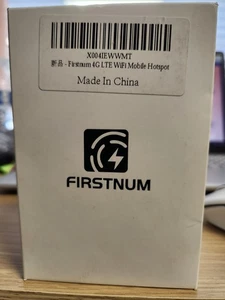 X004IEWWMT
新品 - Firstnum 4G LTE WiFi Mobile Hotspot
Made In China
FIRSTNUM